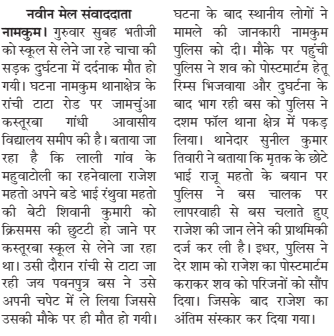 नवीन मेल संवाददाता
नामकुम। गुरुवार सुबह भतीजी
को स्कूल से लेने जा रहे चाचा की
सड़क दुर्घटना में दर्दनाक मौत हो
गयी। घटना नामकुम थानाक्षेत्र के
रांची टाटा रोड पर जामचुंआ
कस्तूरबा गांधी आवासीय
विद्यालय समीप की है। बताया जा
रहा है कि लाली गांव के
महुवाटोली का रहनेवाला राजेश
महतो अपने बडे भाई रंथुवा महतो
की बेटी शिवानी कुमारी को
क्रिसमस की छुटटी हो जाने पर
कस्तूरबा स्कूल से लेने जा रहा
था। उसी दौरान रांची से टाटा जा
रही जय पवनपुत्र बस ने उसे
अपनी चपेट में ले लिया जिससे
उसकी मौके पर ही मौत हो गयी।
घटना के बाद स्थानीय लोगों ने
मामले की जानकारी नामकुम
पुलिस को दी। मौके पर पहुंची
पुलिस ने शव को पोस्टमार्टम हेतू
रिम्स भिजवाया और दुर्घटना के
बाद भाग रही बस को पुलिस ने
दशम फॉल थाना क्षेत्र में पकड़
लिया। थानेदार सुनील कुमार
तिवारी ने बताया कि मृतक के छोटे
भाई राजू महतो के बयान पर
पुलिस ने बस चालक पर
लापरवाही से बस चलाते हुए
राजेश की जान लेने की प्राथमिकी
दर्ज कर ली है। इधर, पुलिस ने
देर शाम को राजेश का पोस्टमार्टम
कराकर शव को परिजनों को सौंप
दिया। जिसके बाद राजेश का
अंतिम संस्कार कर दिया गया।